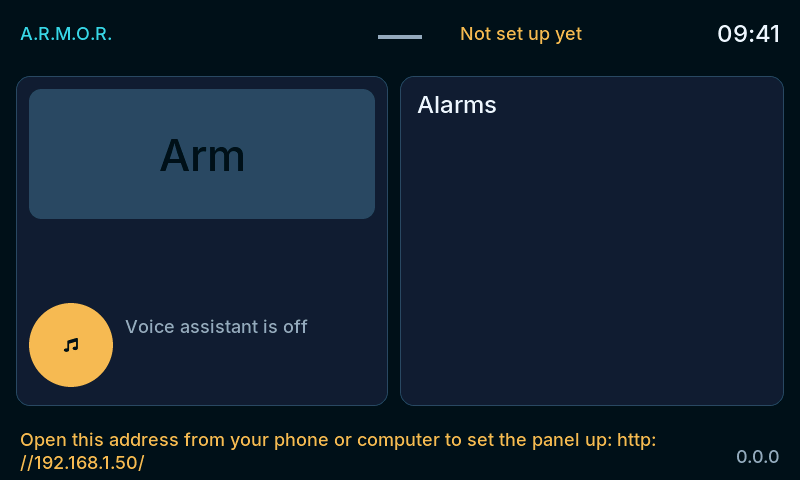 A.R.M.O.R.
Not set up yet
09:41
Arm
Alarms
Voice assistant is off
Open this address from your phone or computer to set the panel up: http:
//192.168.1.50/
0.0.0